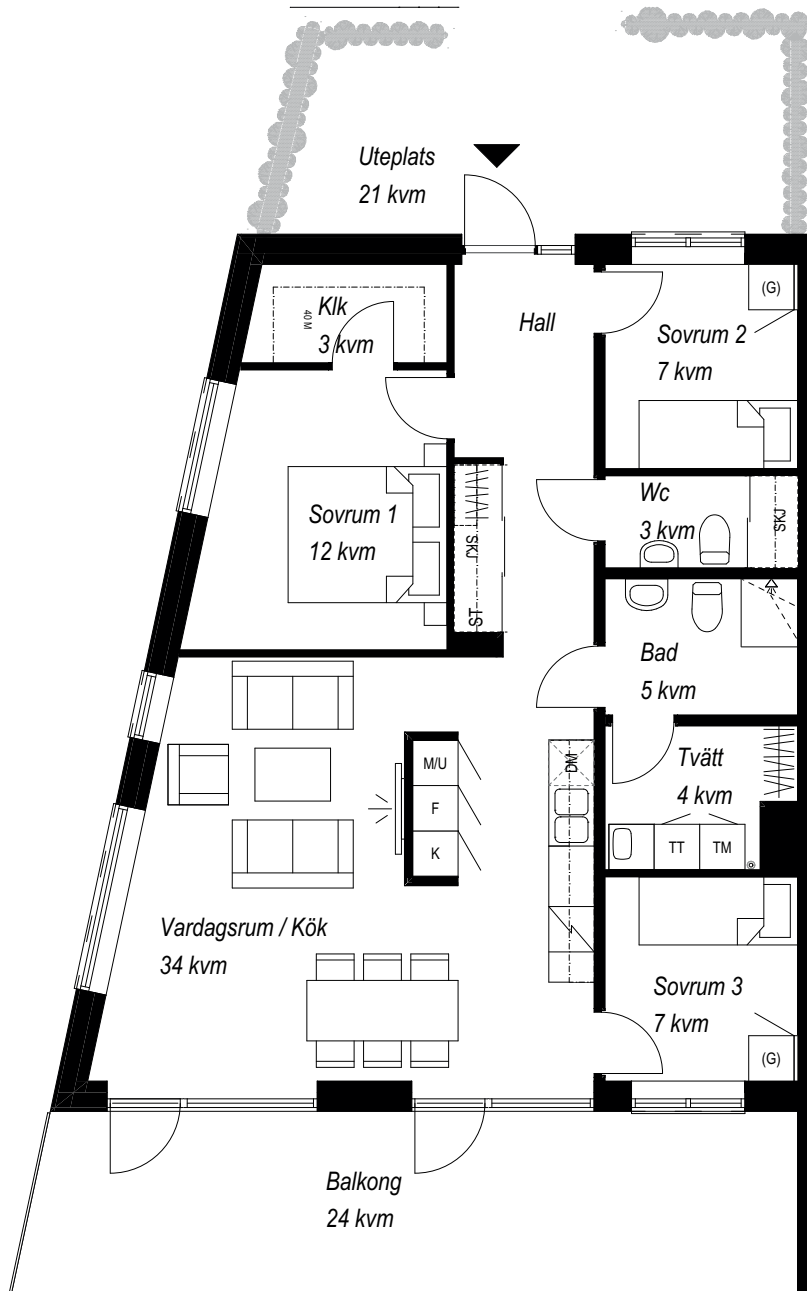 Uteplats
21 kvm
Klk
3 kvm
40 M
Hall
(G)
Sovrum 2
7 kvm
Sovrum 1
12 kvm
SKJ
ST
Wc
3 kvm
SKJ
Bad
5 kvm
M/U
F
K
DM
Tvätt
4 kvm
TT
TM
Vardagsrum / Kök
34 kvm
Sovrum 3
7 kvm
(G)
Balkong
24 kvm